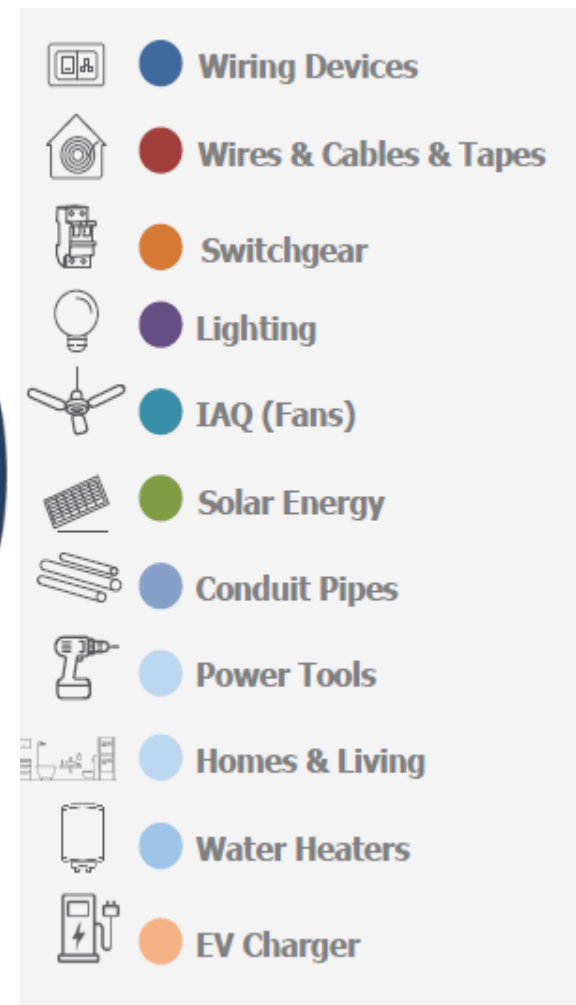 Wiring Devices
Wires & Cables & Tapes
Switchgear
Lighting
IAQ (Fans)
Solar Energy
Conduit Pipes
Power Tools
Homes & Living
Water Heaters
EV Charger